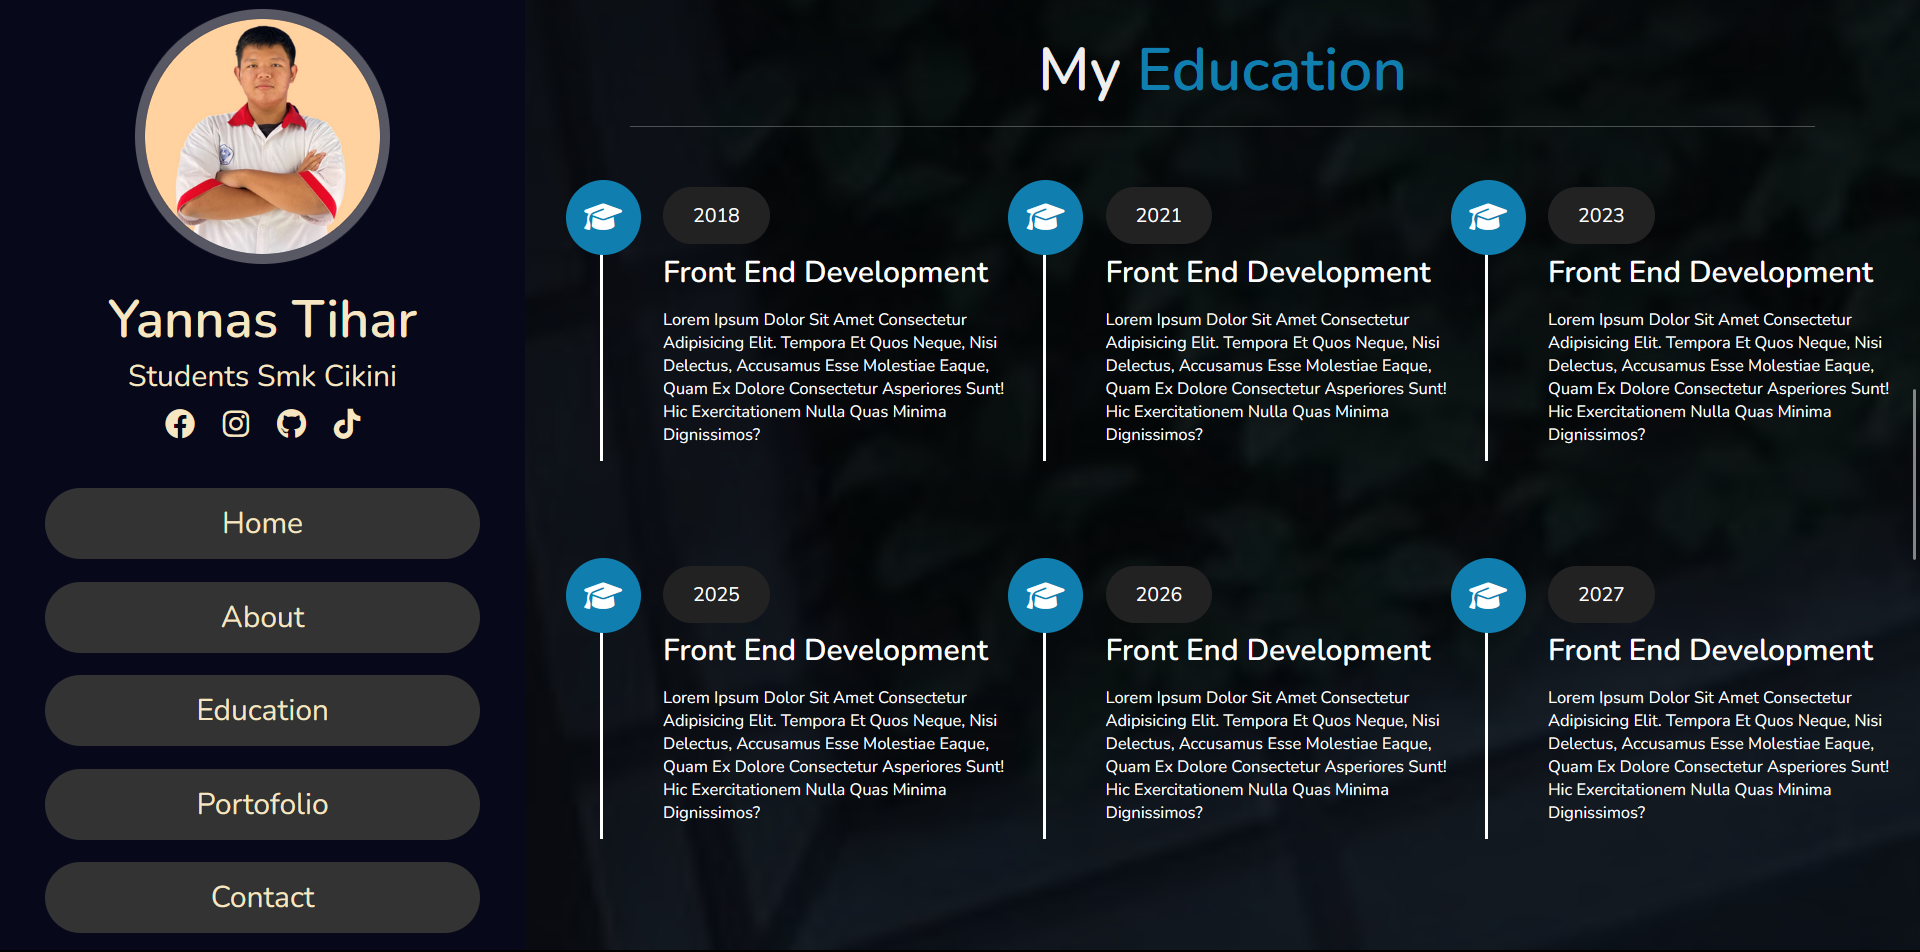 Yannas Tihar
Students Smk Cikini
Home
About
Education
Portofolio
Contact
My Education
2018
Front End Development
Lorem Ipsum Dolor Sit Amet Consectetur
Adipisicing Elit. Tempora Et Quos Neque, Nisi
Delectus, Accusamus Esse Molestiae Eaque,
Quam Ex Dolore Consectetur Asperiores Sunt!
Hic Exercitationem Nulla Quas Minima
Dignissimos?
2021
Front End Development
Lorem Ipsum Dolor Sit Amet Consectetur
Adipisicing Elit. Tempora Et Quos Neque, Nisi
Delectus, Accusamus Esse Molestiae Eaque,
Quam Ex Dolore Consectetur Asperiores Sunt!
Hic Exercitationem Nulla Quas Minima
Dignissimos?
2023
Front End Development
Lorem Ipsum Dolor Sit Amet Consectetur
Adipisicing Elit. Tempora Et Quos Neque, Nisi
Delectus, Accusamus Esse Molestiae Eaque,
Quam Ex Dolore Consectetur Asperiores Sunt!
Hic Exercitationem Nulla Quas Minima
Dignissimos?
2025
Front End Development
Lorem Ipsum Dolor Sit Amet Consectetur
Adipisicing Elit. Tempora Et Quos Neque, Nisi
Delectus, Accusamus Esse Molestiae Eaque,
Quam Ex Dolore Consectetur Asperiores Sunt!
Hic Exercitationem Nulla Quas Minima
Dignissimos?
2026
Front End Development
Lorem Ipsum Dolor Sit Amet Consectetur
Adipisicing Elit. Tempora Et Quos Neque, Nisi
Delectus, Accusamus Esse Molestiae Eaque,
Quam Ex Dolore Consectetur Asperiores Sunt!
Hic Exercitationem Nulla Quas Minima
Dignissimos?
2027
Front End Development
Lorem Ipsum Dolor Sit Amet Consectetur
Adipisicing Elit. Tempora Et Quos Neque, Nisi
Delectus, Accusamus Esse Molestiae Eaque,
Quam Ex Dolore Consectetur Asperiores Sunt!
Hic Exercitationem Nulla Quas Minima
Dignissimos?